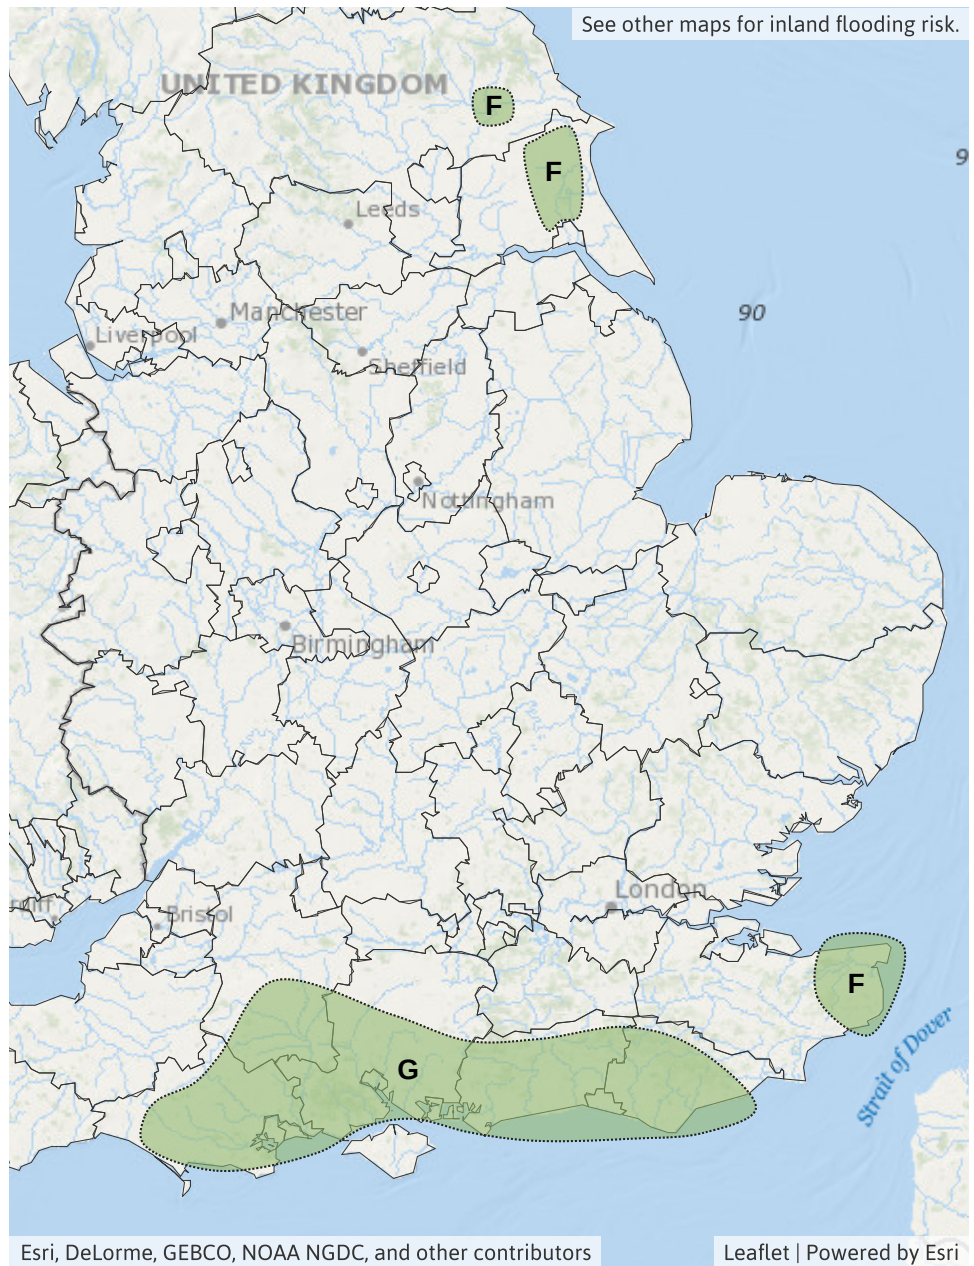 See other maps for inland flooding risk.
UNITED KINGDOM
F
F
Leeds
90
Manchester
Liverpool
Sheffield
Nottingham
Birmingham
London
Bristol
F
G
Strait of Dover
Esri, DeLorme, GEBCO, NOAA NGDC, and other contributors
Leaflet | Powered by Esri